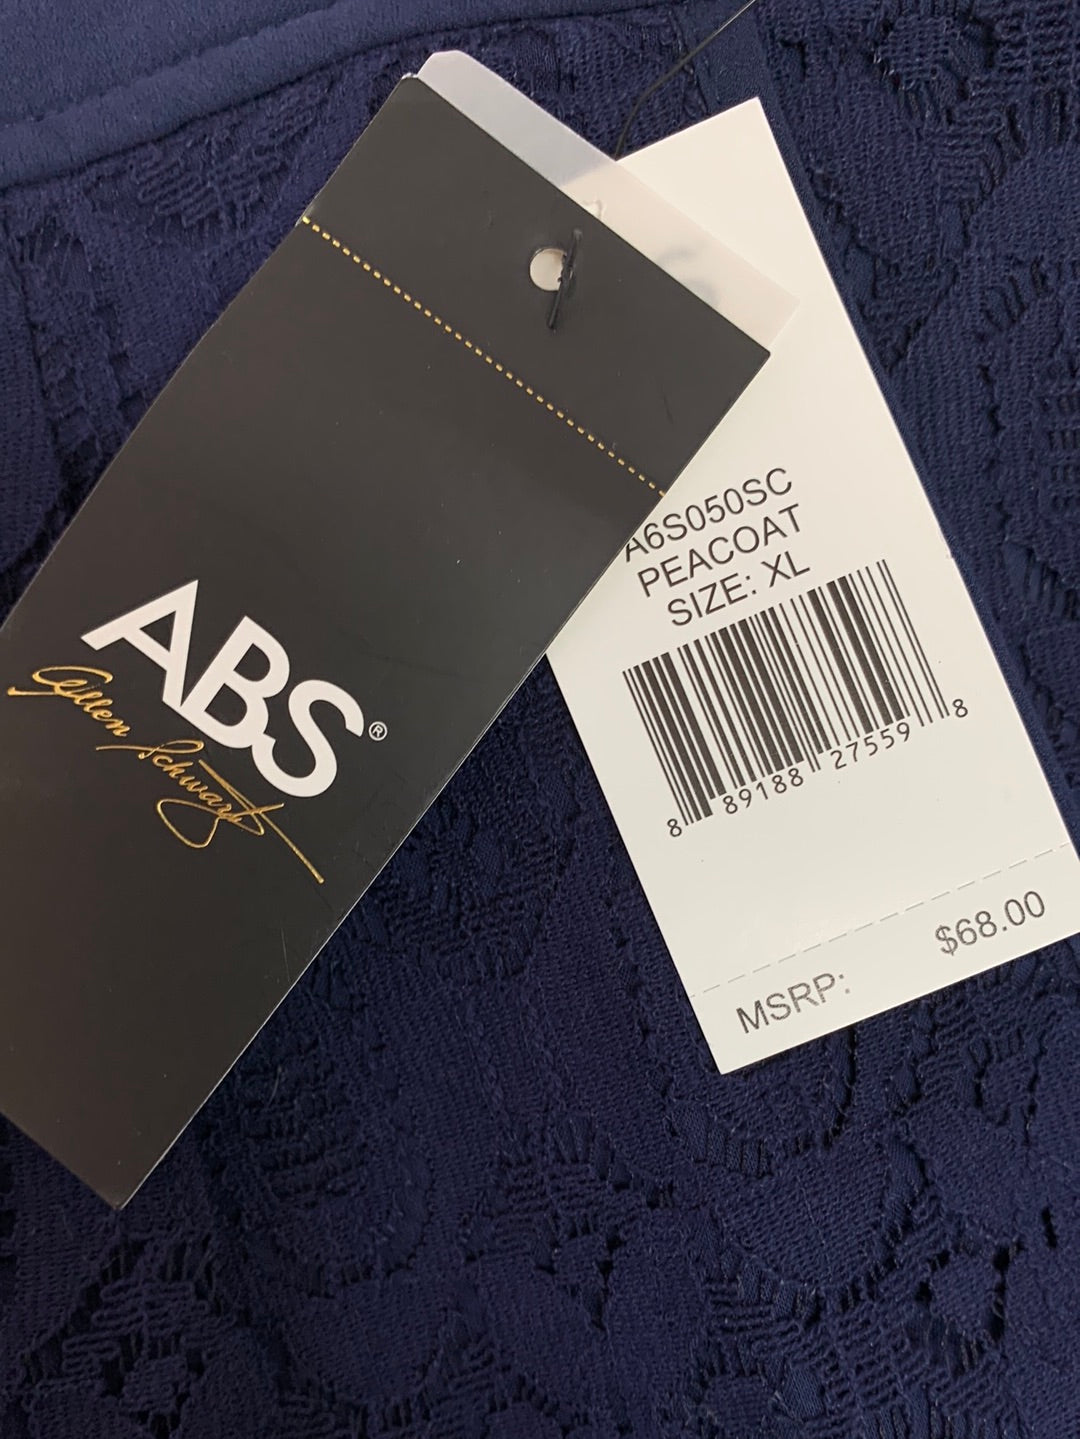 ABS®
Allen Schwartz
A6S050SC
PEACOAT
SIZE: XL
8 89188 27559 8
$68.00
MSRP: